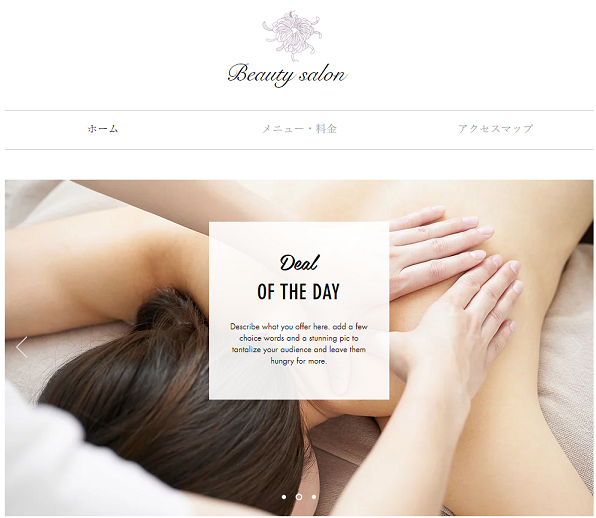 Beauty salon
ホーム
メニュー・料金
アクセスマップ
Deal
OF THE DAY
Describe what you offer here. add a few
choice words and a stunning pic to
tantalize your audience and leave them
hungry for more.